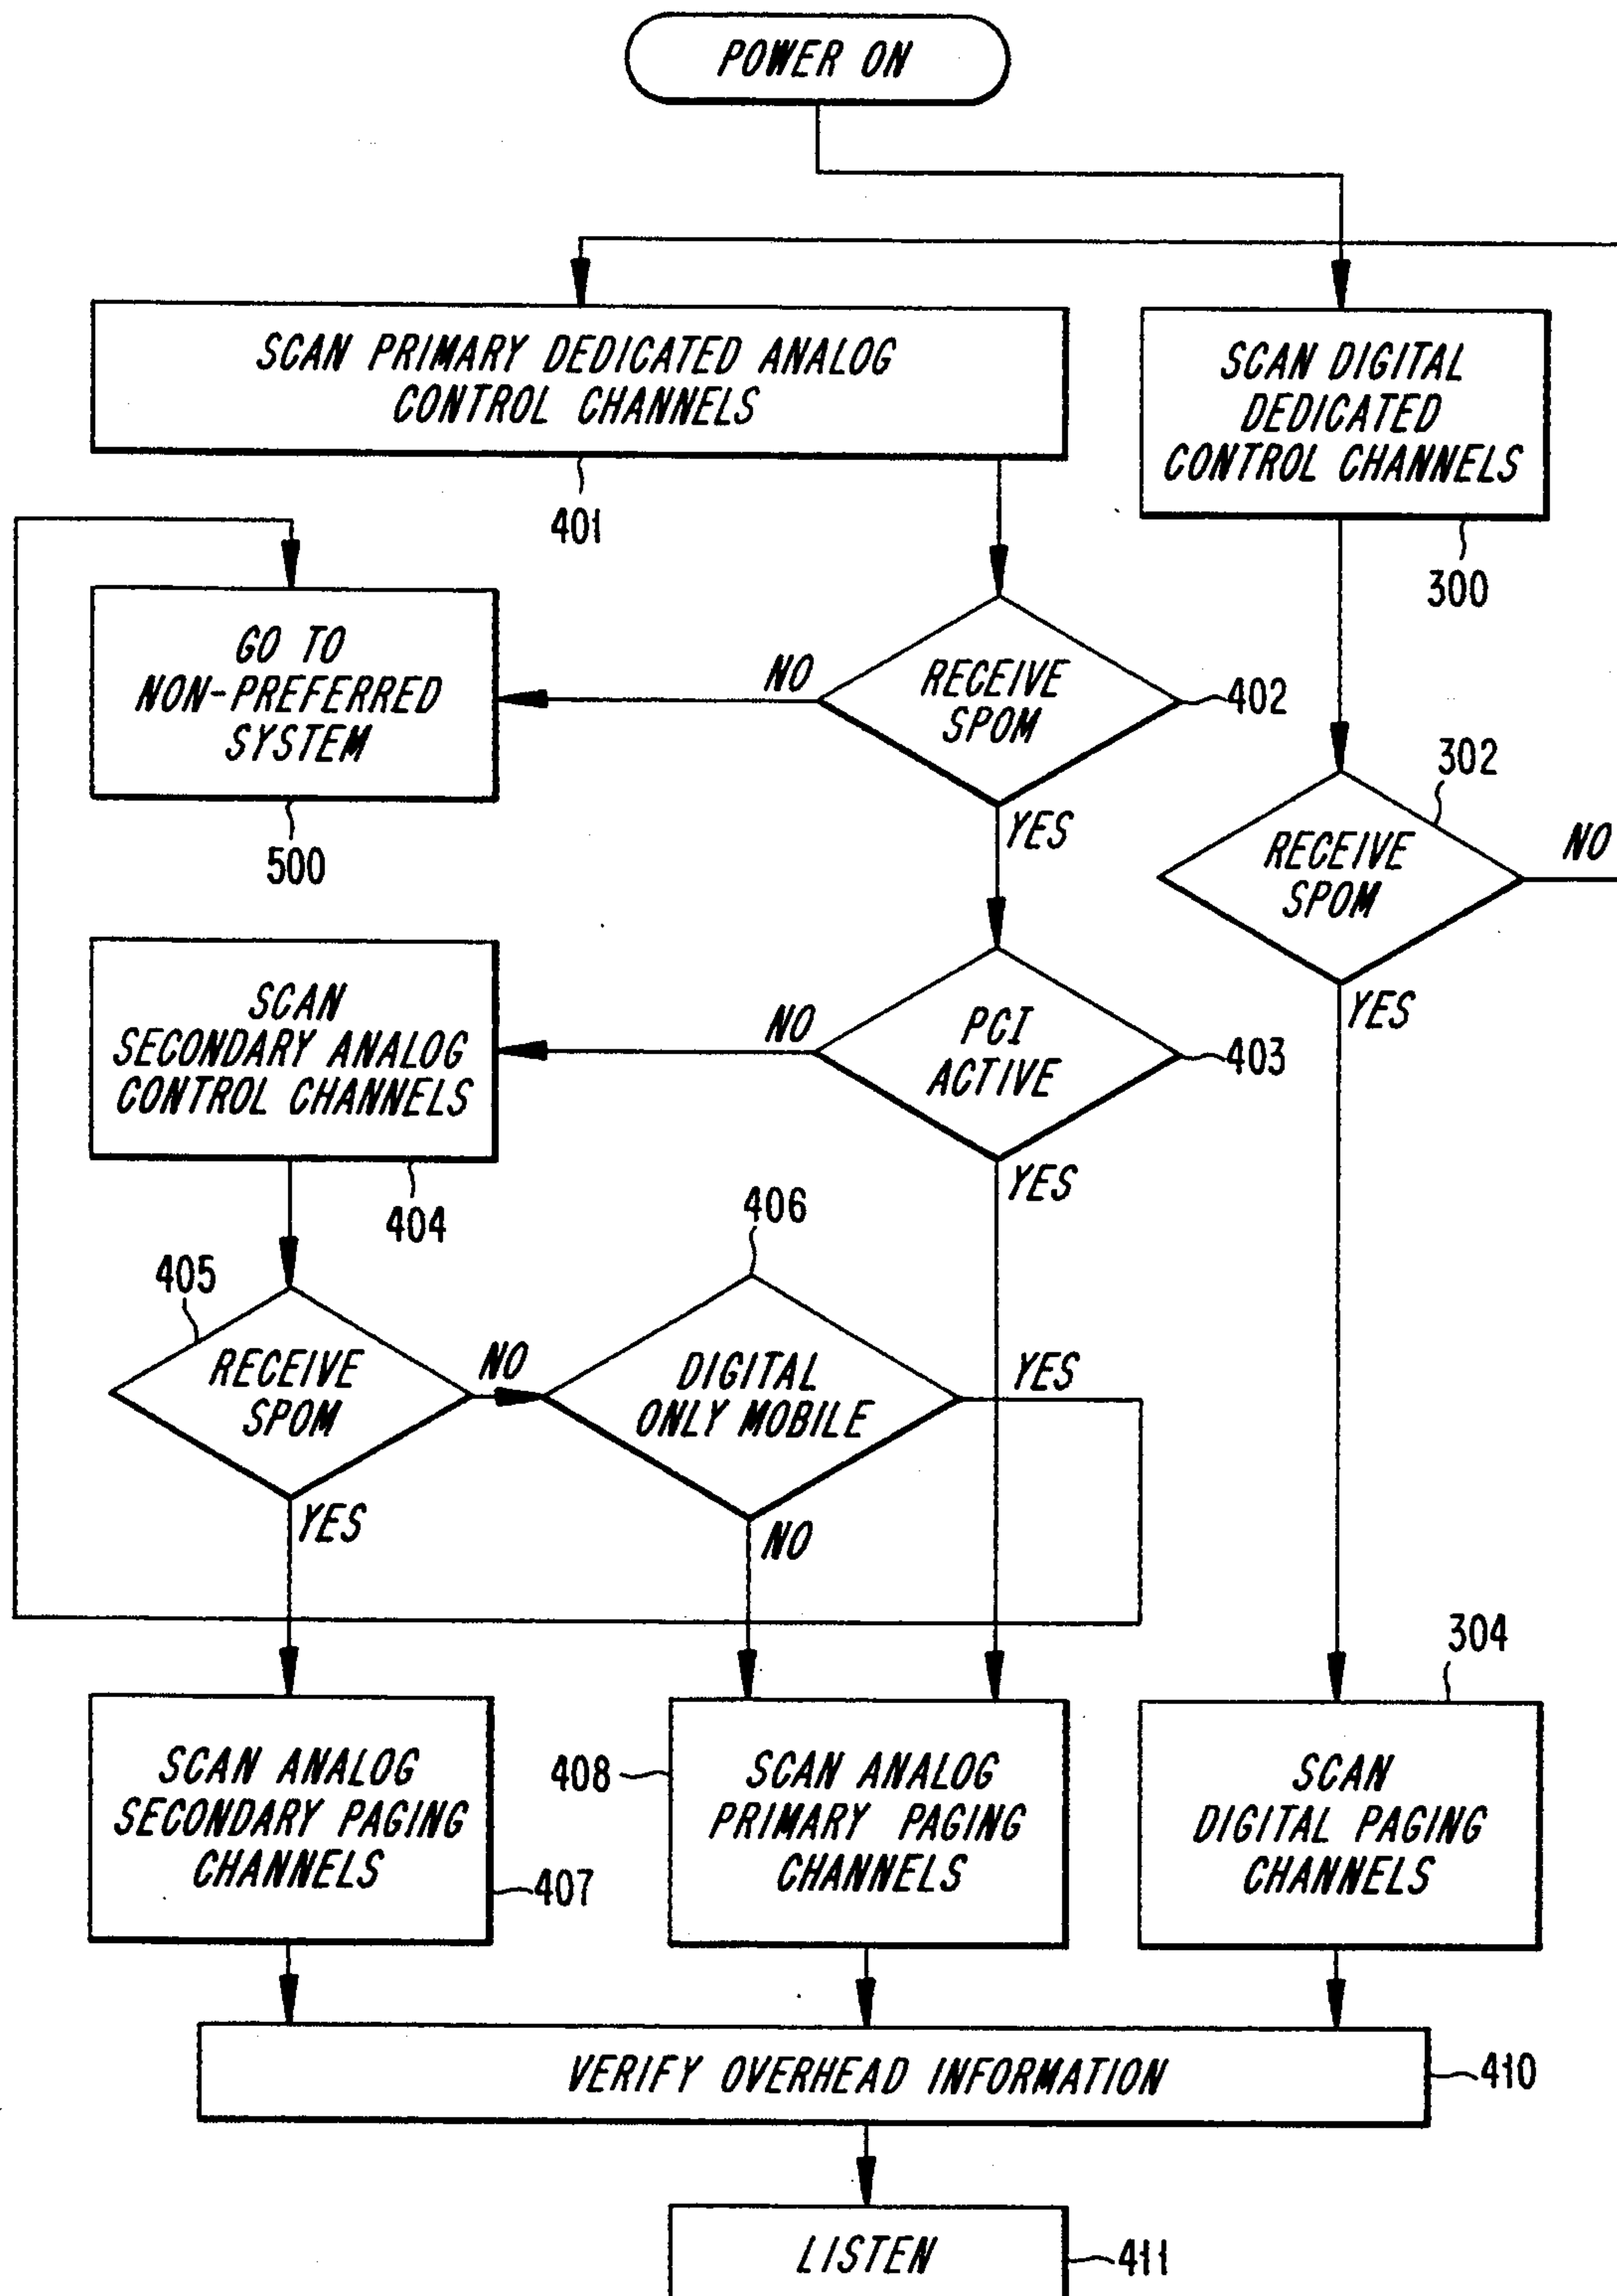 POWER ON
SCAN PRIMARY DEDICATED ANALOG
CONTROL CHANNELS
401
SCAN DIGITAL
DEDICATED
CONTROL CHANNELS
300
GO TO
NON-PREFERRED
SYSTEM
500
NO
RECEIVE
SPOM
402
YES
302
RECEIVE
SPOM
NO
YES
SCAN
SECONDARY ANALOG
CONTROL CHANNELS
404
NO
PCI
ACTIVE
403
YES
405
RECEIVE
SPOM
NO
YES
406
DIGITAL
ONLY MOBILE
YES
NO
SCAN ANALOG
SECONDARY PAGING
CHANNELS
407
408
SCAN ANALOG
PRIMARY PAGING
CHANNELS
304
SCAN
DIGITAL PAGING
CHANNELS
VERIFY OVERHEAD INFORMATION
410
LISTEN
411